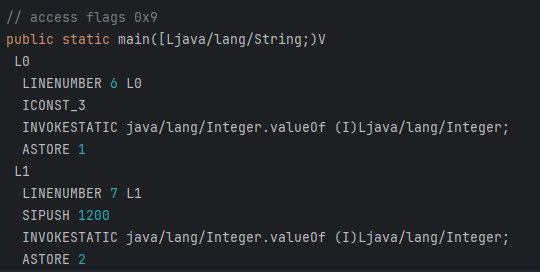 // access flags 0x9
public static main([Ljava/lang/String;)V
L0
LINENUMBER 6 L0
ICONST_3
INVOKESTATIC java/lang/Integer.valueOf (I)Ljava/lang/Integer;
ASTORE 1
L1
LINENUMBER 7 L1
SIPUSH 1200
INVOKESTATIC java/lang/Integer.valueOf (I)Ljava/lang/Integer;
ASTORE 2